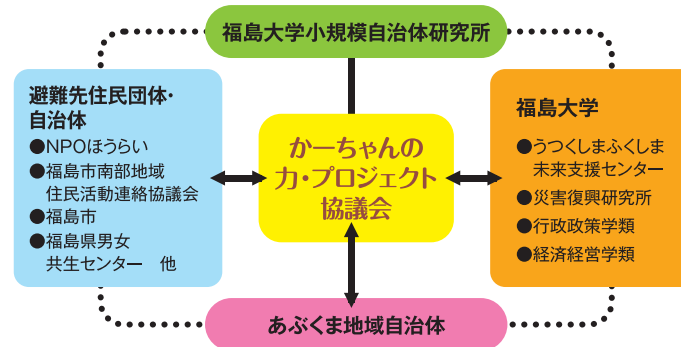 福島大学小規模自治体研究所
避難先住民団体・
自治体
●NPOほうらい
●福島市南部地域
住民活動連絡協議会
●福島市
●福島県男女
共生センター　他
かーちゃんの
力・プロジェクト
協議会
福島大学
●うつくしまふくしま
未来支援センター
●災害復興研究所
●行政政策学類
●経済経営学類
あぶくま地域自治体